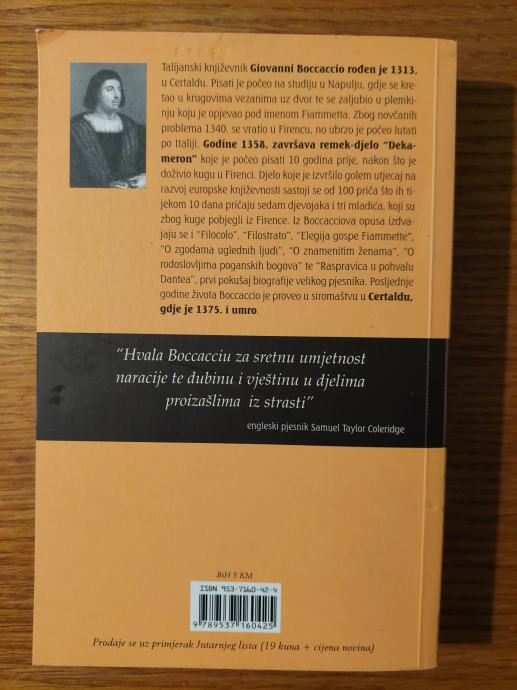 Talijanski književnik Giovanni Boccaccio rođen je 1313.
u Certaldu. Pisati je počeo na studiju u Napulju, gdje se kre-
tao u krugovima vezanima uz dvor te se zaljubio u plemki-
nju koju je opjevao pod imenom Fiammetta. Zbog novčanih
problema 1340. se vratio u Firencu, no ubrzo je počeo lutati
po Italiji. Godine 1358. završava remek-djelo "Deka-
meron" koje je počeo pisati 10 godina prije, nakon što je
doživio kugu u Firenci. Djelo koje je izvršilo golem utjecaj na
razvoj europske književnosti sastoji se od 100 priča što ih ti-
jekom 10 dana pričaju sedam djevojaka i tri mladića, koji su
zbog kuge pobjegli iz Firence. Iz Boccacciova opusa izdva-
jaju se i "Filocolo", "Filostrato", "Elegija gospe Fiammette",
"O zgodama uglednih ljudi", "O znamenitim ženama", "O
rodoslovljima poganskih bogova" te "Raspravica u pohvalu
Dantea", prvi pokušaj biografije velikog pjesnika. Posljednje
godine života Boccaccio je proveo u siromaštvu u Certaldu,
gdje je 1375. i umro.
"Hvala Boccacciu za sretnu umjetnost
naracije te dubinu i vještinu u djelima
proizašlima iz strasti"
engleski pjesnik Samuel Taylor Coleridge
BiH 5 KM
ISBN 953-7160-42-4
9 789537 160425
Prodaje se uz primjerak Jutarnjeg lista (19 kuna + cijena novina)